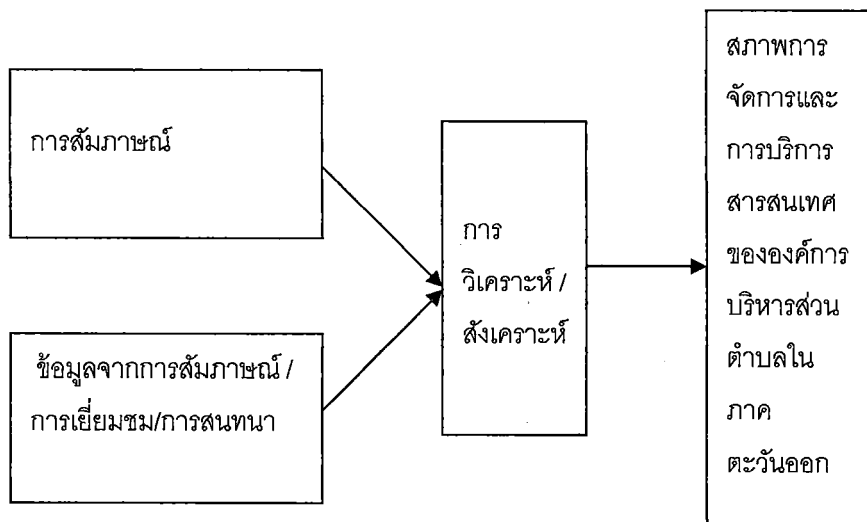 การสัมภาษณ์
ข้อมูลจากการสัมภาษณ์ /
การเยี่ยมชม/การสนทนา
การ
วิเคราะห์ /
สังเคราะห์
สภาพการ
จัดการและ
การบริการ
สารสนเทศ
ขององค์การ
บริหารส่วน
ตำบลใน
ภาค
ตะวันออก